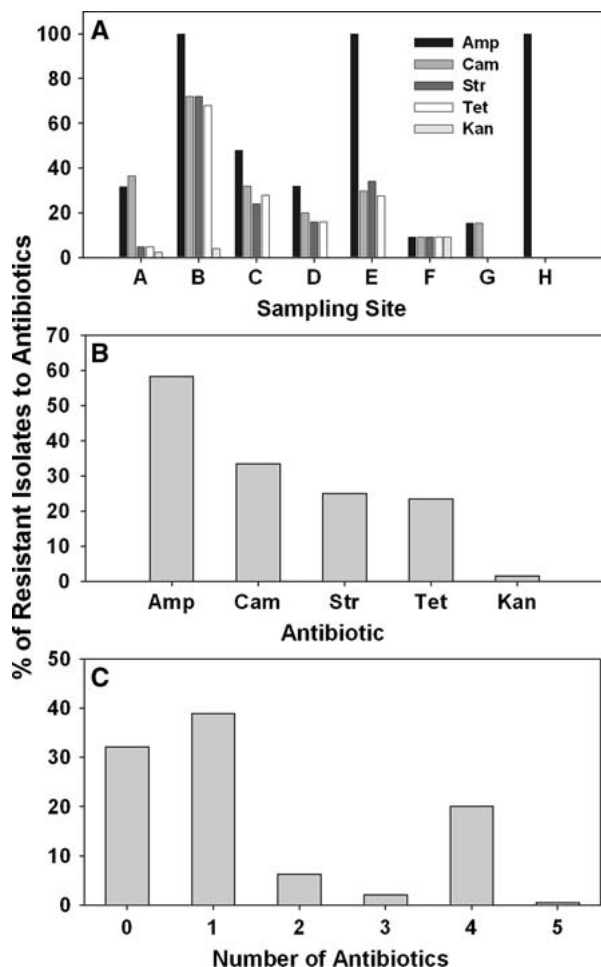 % of Resistant Isolates to Antibiotics
A
100
80
60
40
20
0
Amp
Cam
Str
Tet
Kan
A B C D E F G H
Sampling Site
B
70
60
50
40
30
20
10
0
Amp Cam Str Tet Kan
Antibiotic
C
50
40
30
20
10
0
0 1 2 3 4 5
Number of Antibiotics